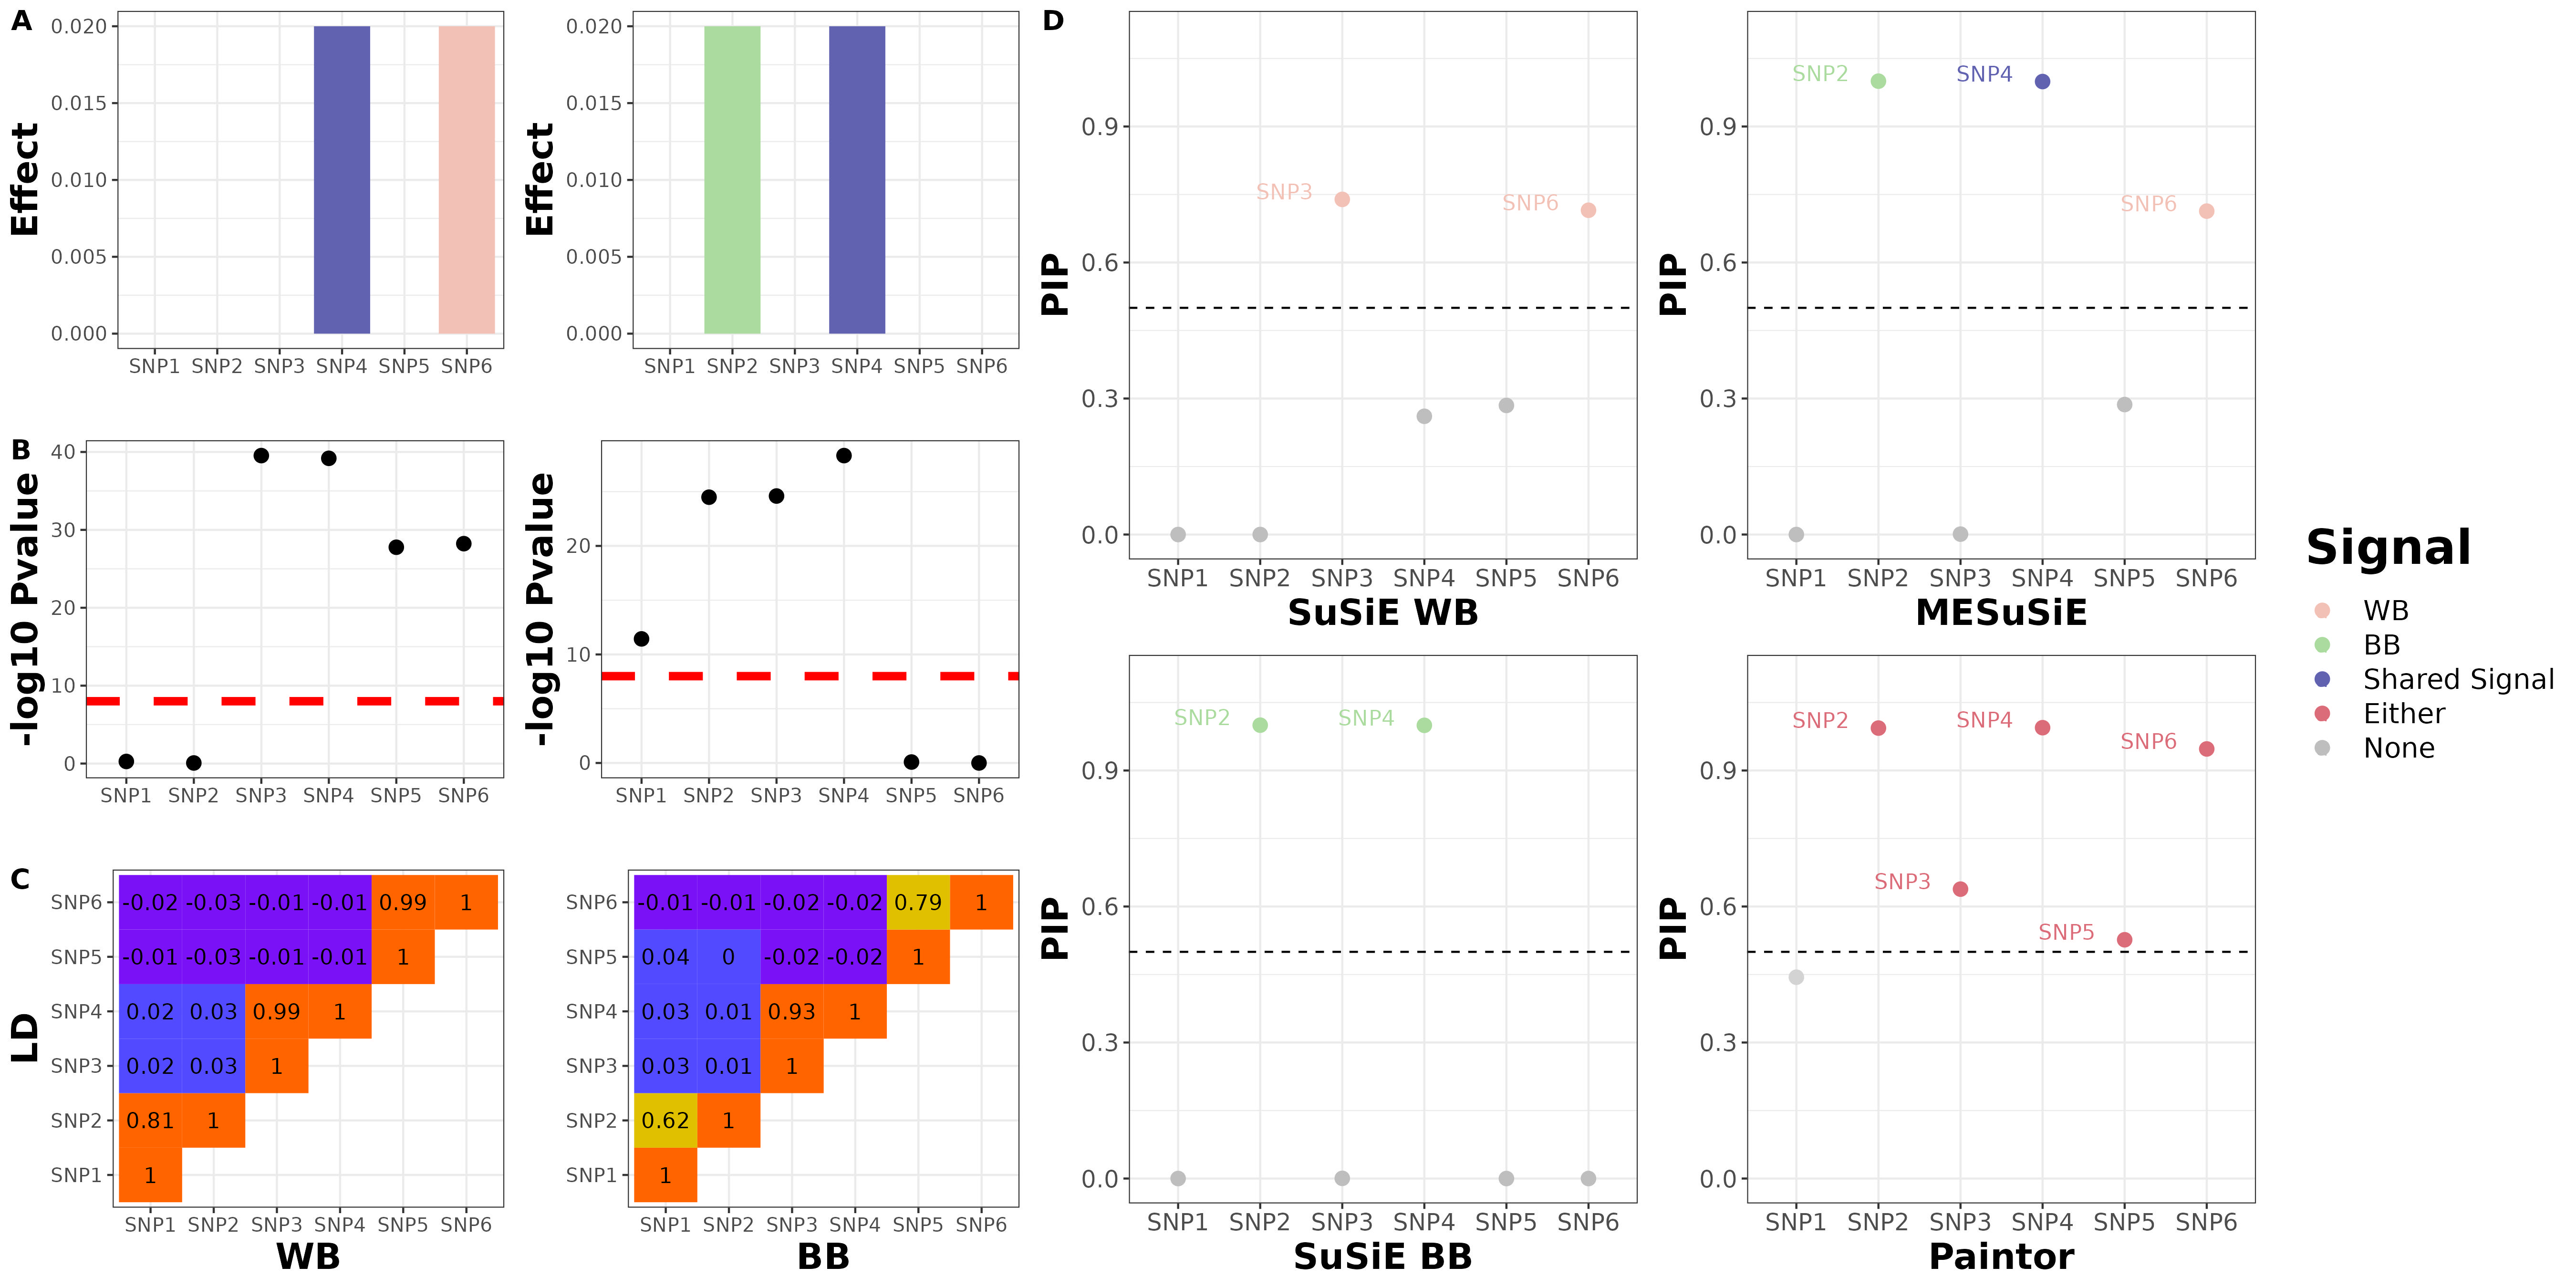 A
Effect
0.020
0.015
0.010
0.005
0.000
SNP1 SNP2 SNP3 SNP4 SNP5 SNP6
Effect
0.020
0.015
0.010
0.005
0.000
SNP1 SNP2 SNP3 SNP4 SNP5 SNP6
B
-log10 Pvalue
40
30
20
10
0
SNP1 SNP2 SNP3 SNP4 SNP5 SNP6
-log10 Pvalue
20
10
0
SNP1 SNP2 SNP3 SNP4 SNP5 SNP6
C
LD
SNP6 -0.02 -0.03 -0.01 -0.01 0.99 1
SNP5 -0.01 -0.03 -0.01 -0.01 1
SNP4 0.02 0.03 0.99 1
SNP3 0.02 0.03 1
SNP2 0.81 1
SNP1 1
SNP1 SNP2 SNP3 SNP4 SNP5 SNP6
WB
SNP6 -0.01 -0.01 -0.02 -0.02 0.79 1
SNP5 0.04 0 -0.02 -0.02 1
SNP4 0.03 0.01 0.93 1
SNP3 0.03 0.01 1
SNP2 0.62 1
SNP1 1
SNP1 SNP2 SNP3 SNP4 SNP5 SNP6
BB
D
PIP
0.9
0.6
0.3
0.0
SNP3
SNP6
SNP1 SNP2 SNP3 SNP4 SNP5 SNP6
SuSiE WB
PIP
0.9
0.6
0.3
0.0
SNP2
SNP4
SNP6
SNP1 SNP2 SNP3 SNP4 SNP5 SNP6
MESuSiE
PIP
0.9
0.6
0.3
0.0
SNP2
SNP4
SNP1 SNP2 SNP3 SNP4 SNP5 SNP6
SuSiE BB
PIP
0.9
0.6
0.3
0.0
SNP2
SNP4
SNP6
SNP3
SNP5
SNP1 SNP2 SNP3 SNP4 SNP5 SNP6
Paintor
Signal
WB
BB
Shared Signal
Either
None